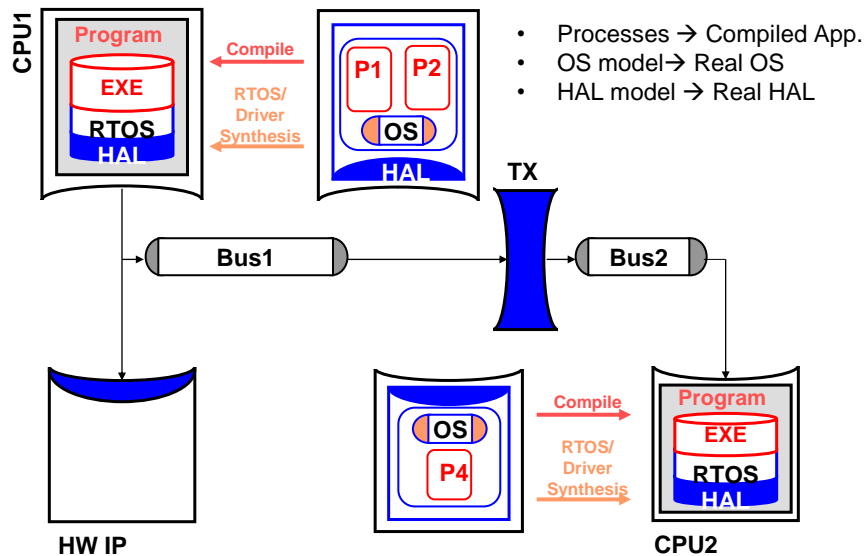 CPU1
Program
EXE
RTOS
HAL
Compile
RTOS/
Driver
Synthesis
P1
P2
OS
HAL
• Processes → Compiled App.
• OS model→ Real OS
• HAL model → Real HAL
TX
Bus1
Bus2
HW IP
OS
P4
Compile
RTOS/
Driver
Synthesis
Program
EXE
RTOS
HAL
CPU2